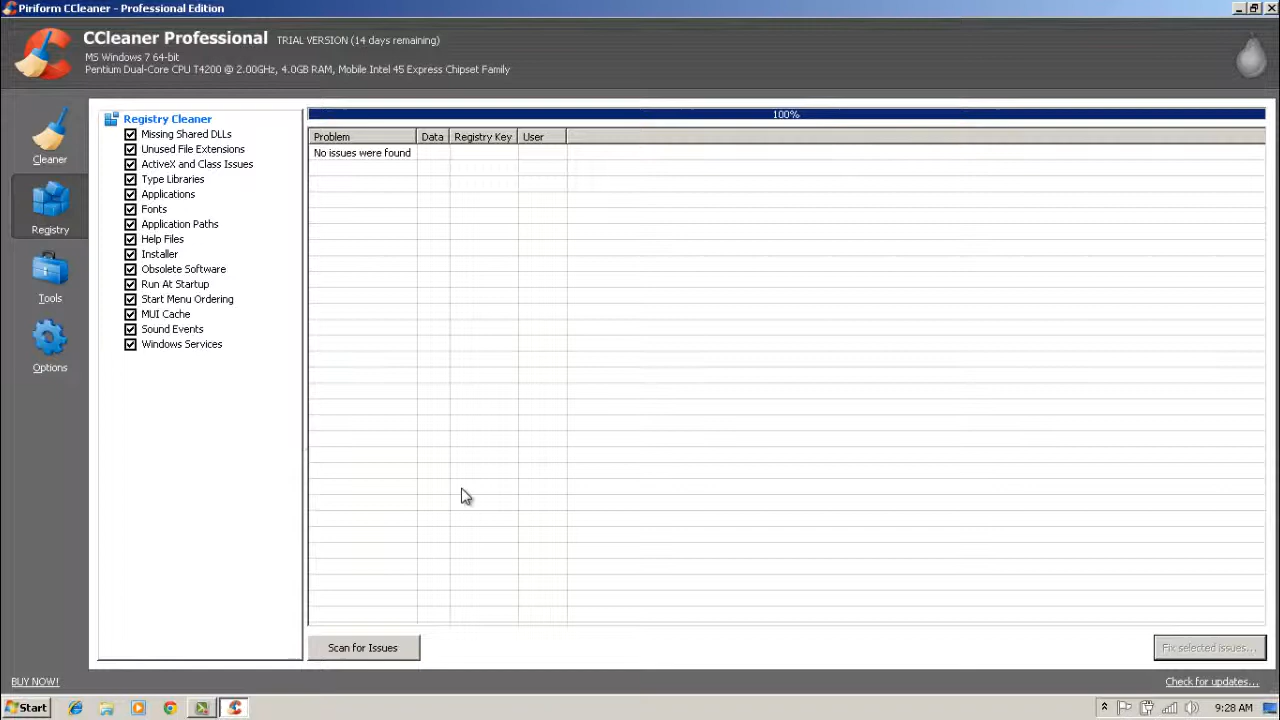 Piriform CCleaner - Professional Edition
CCleaner Professional TRIAL VERSION (14 days remaining)
MS Windows 7 64-bit
Pentium Dual-Core CPU T4200 @ 2.00GHz, 4.0GB RAM, Mobile Intel 45 Express Chipset Family
Cleaner
Registry
Tools
Options
Registry Cleaner
Missing Shared DLLs
Unused File Extensions
ActiveX and Class Issues
Type Libraries
Applications
Fonts
Application Paths
Help Files
Installer
Obsolete Software
Run At Startup
Start Menu Ordering
MUI Cache
Sound Events
Windows Services
100%
Problem Data Registry Key User
No issues were found
Scan for Issues
Fix selected issues...
BUY NOW!
Check for updates...
Start
9:28 AM